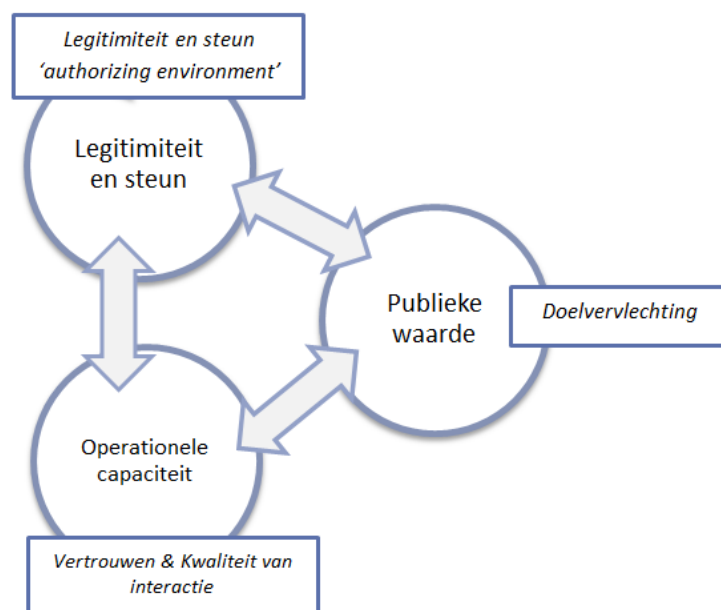 Legitimiteit en steun
‘authorizing environment’
Legitimiteit
en steun
Publieke
waarde
Doelvervlechting
Operationele
capaciteit
Vertrouwen & Kwaliteit van
interactie